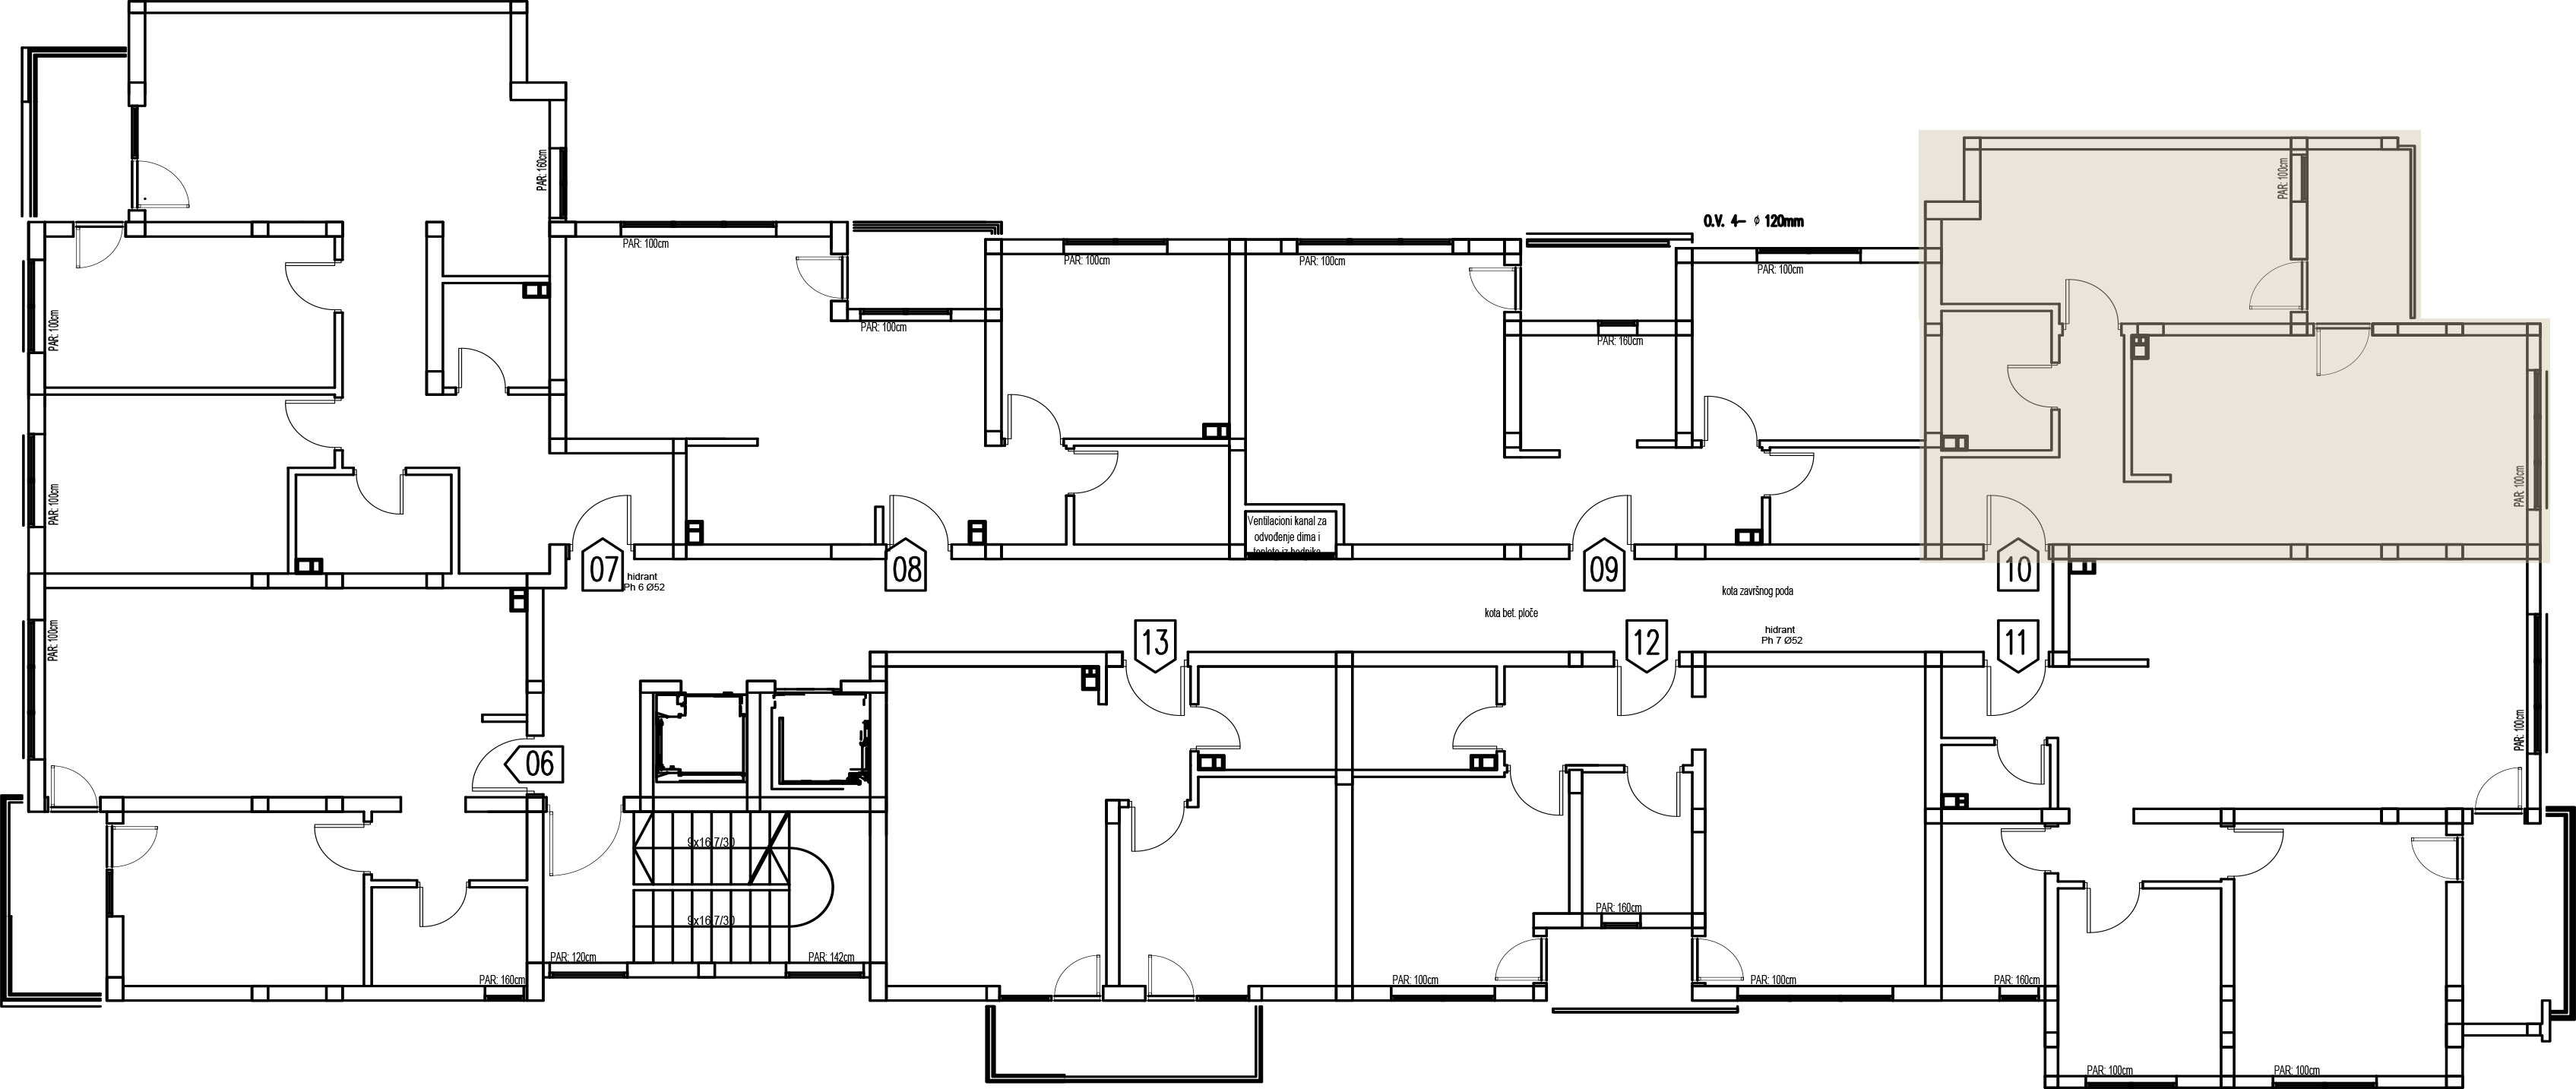 PAR: 160cm
O.V. 4- ϕ 120mm
PAR: 100cm
PAR: 100cm
PAR: 100cm
PAR: 100cm
PAR: 100cm
PAR: 100cm
PAR: 100cm
PAR: 100cm
PAR: 160cm
PAR: 100cm
PAR: 100cm
Ventilacioni kanal za
odvođenje dima i
toplote iz hodnika
07
08
09
10
hidrant
Ph 6 Ø52
kota završnog poda
kota bet. ploče
PAR: 100cm
13
12
hidrant
Ph 7 Ø52
11
PAR: 100cm
06
9x16,7/30
9x16,7/30
PAR: 160cm
PAR: 120cm
PAR: 142cm
PAR: 160cm
PAR: 100cm
PAR: 100cm
PAR: 160cm
PAR: 100cm
PAR: 100cm